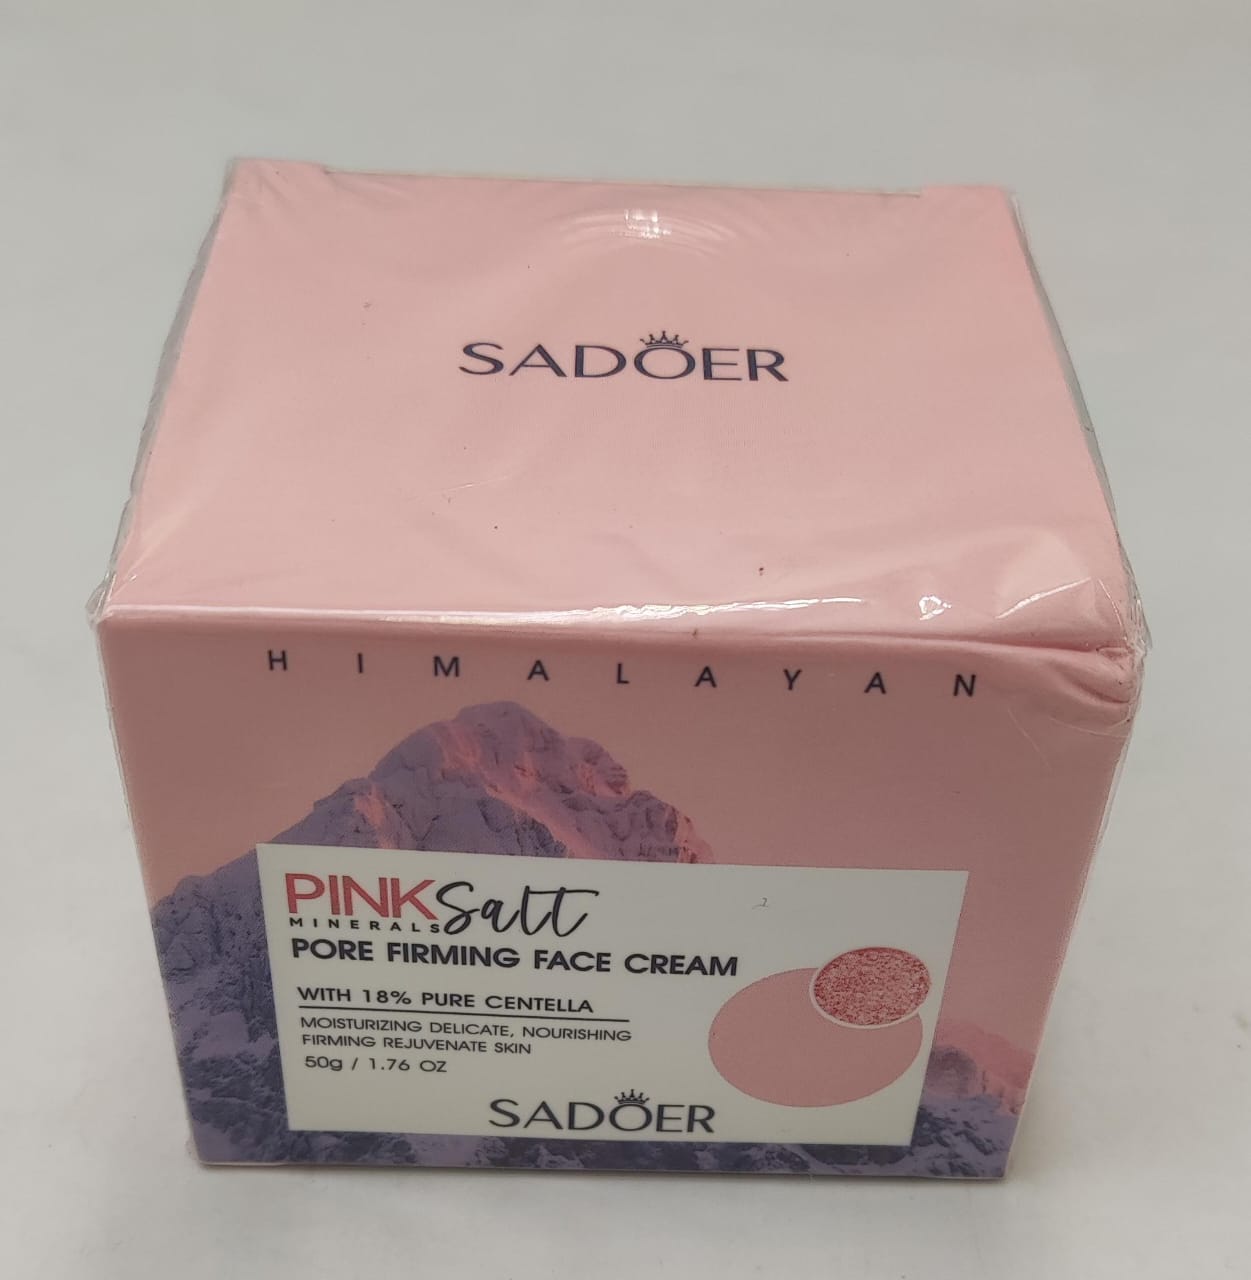 SADOER
HIMALAYAN
PINK Salt
MINERALS
PORE FIRMING FACE CREAM
WITH 18% PURE CENTELLA
MOISTURIZING DELICATE, NOURISHING
FIRMING REJUVENATE SKIN
50g / 1.76 OZ
SADOER